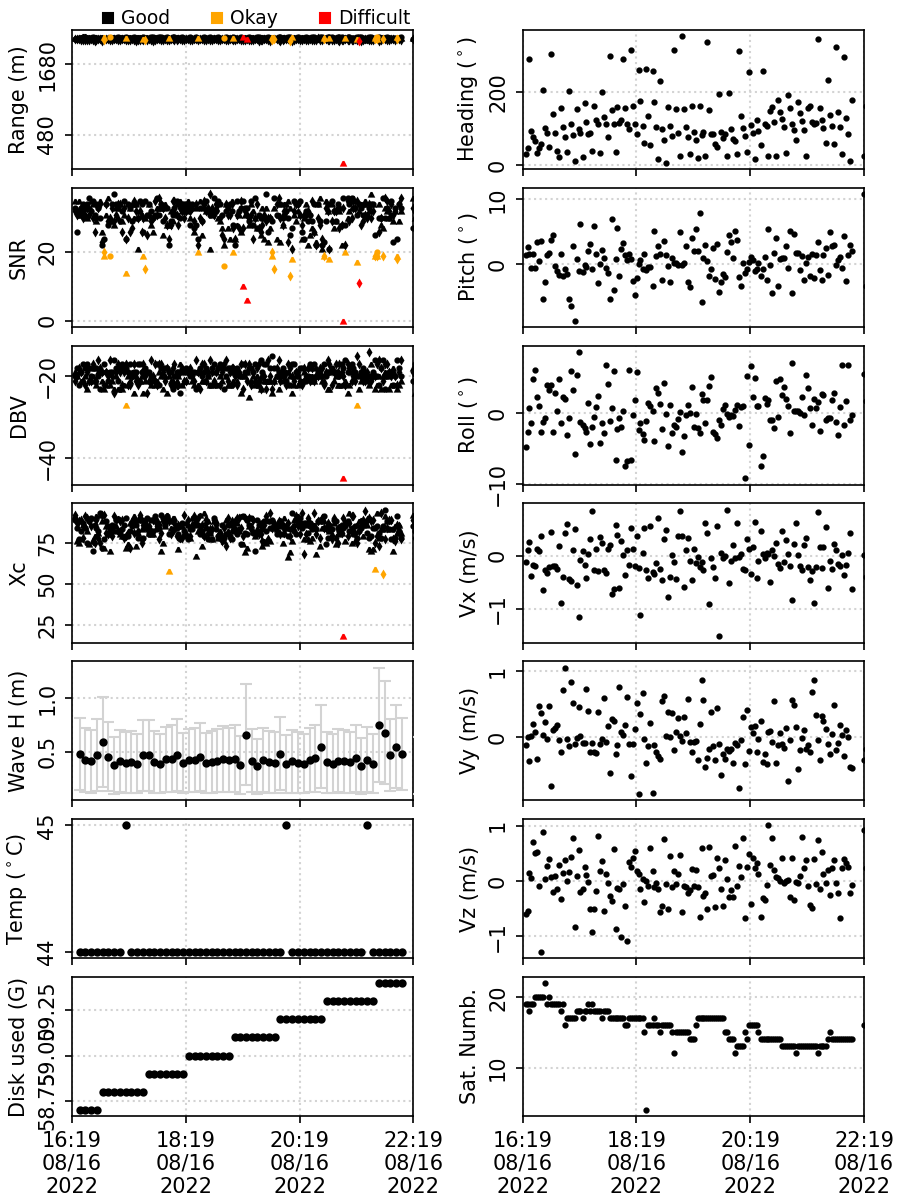 Good Okay Difficult
Range (m)
1680
480
Heading (°)
200
0
SNR
20
0
Pitch (°)
10
0
DBV
−20
−40
Roll (°)
0
−10
Xc
75
50
25
Vx (m/s)
0
−1
Wave H (m)
1.0
0.5
Vy (m/s)
1
0
Temp (°C)
45
44
Vz (m/s)
1
0
−1
Disk used (G)
59.25
59.00
58.75
Sat. Numb.
20
10
16:19 18:19 20:19 22:19
08/16 08/16 08/16 08/16
2022 2022 2022 2022
16:19 18:19 20:19 22:19
08/16 08/16 08/16 08/16
2022 2022 2022 2022